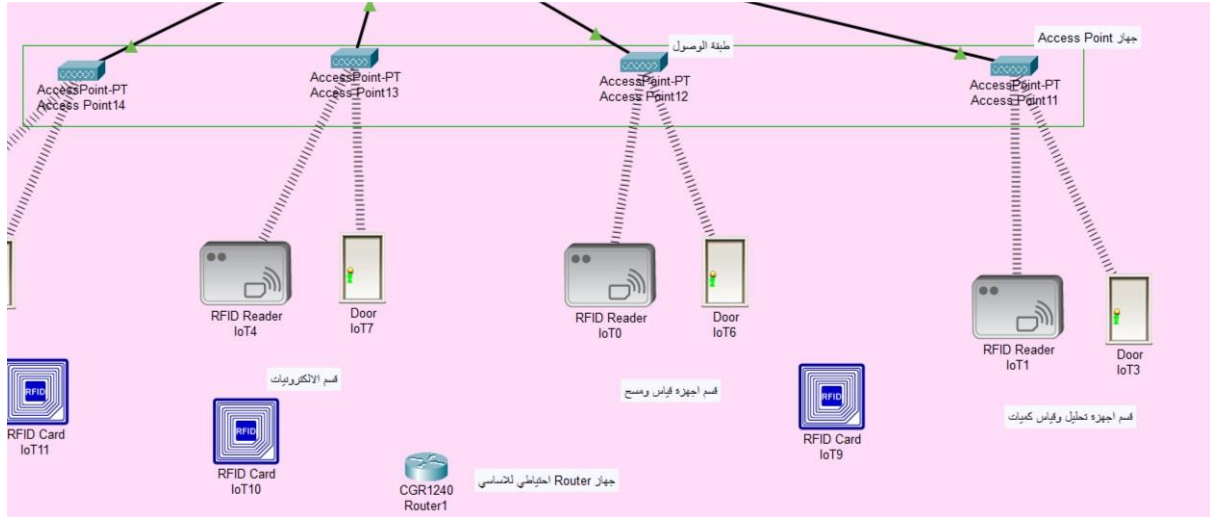 جهاز Access Point
طبقة الوصول
AccessPoint-PT
Access Point14
AccessPoint-PT
Access Point13
AccessPoint-PT
Access Point12
AccessPoint-PT
Access Point11
RFID Reader
IoT4
Door
IoT7
RFID Reader
IoT0
Door
IoT6
RFID Reader
IoT1
Door
IoT3
RFID
RFID Card
IoT11
قسم الالكترونيات
RFID
RFID Card
IoT10
قسم اجهزه قياس ومسح
RFID
RFID Card
IoT9
قسم اجهزه تحليل وقياس كميات
CGR1240
Router1
جهاز Router احتياطي للاساسي